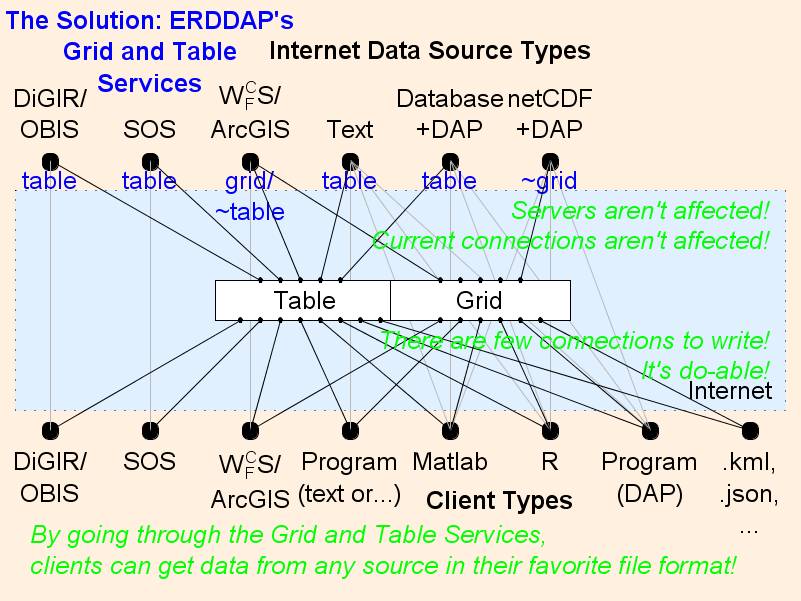 The Solution: ERDDAP's
Grid and Table
Services
Internet Data Source Types
DiGIR/
OBIS
SOS
WCFS/
ArcGIS
Text
Database
+DAP
netCDF
+DAP
table
table
grid/
~table
table
table
~grid
Servers aren't affected!
Current connections aren't affected!
Table
Grid
There are few connections to write!
It's do-able!
Internet
DiGIR/
OBIS
SOS
WCFS/
ArcGIS
Program
(text or...)
Matlab
R
Program
(DAP)
.kml,
.json,
...
Client Types
By going through the Grid and Table Services,
clients can get data from any source in their favorite file format!